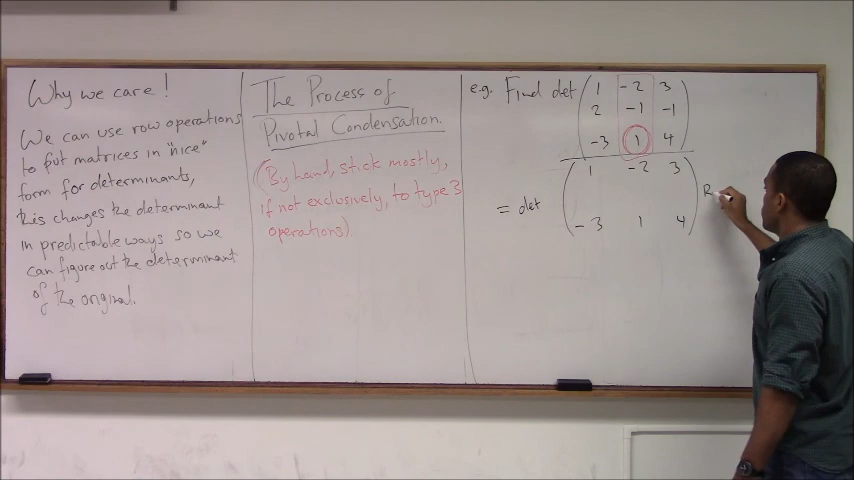 Why we care!
We can use row operations
to put matrices in "nice"
form for determinants,
this changes the determinant
in predictable ways so we
can figure out the determinant
of the original.
The Process of
Pivotal Condensation.
(By hand, stick mostly,
if not exclusively, to type 3
operations)
e.g. Find det ( 1 -2 3
2 -1 -1
-3 1 4 )
= det ( 1 -2 3
-3 1 4 ) R